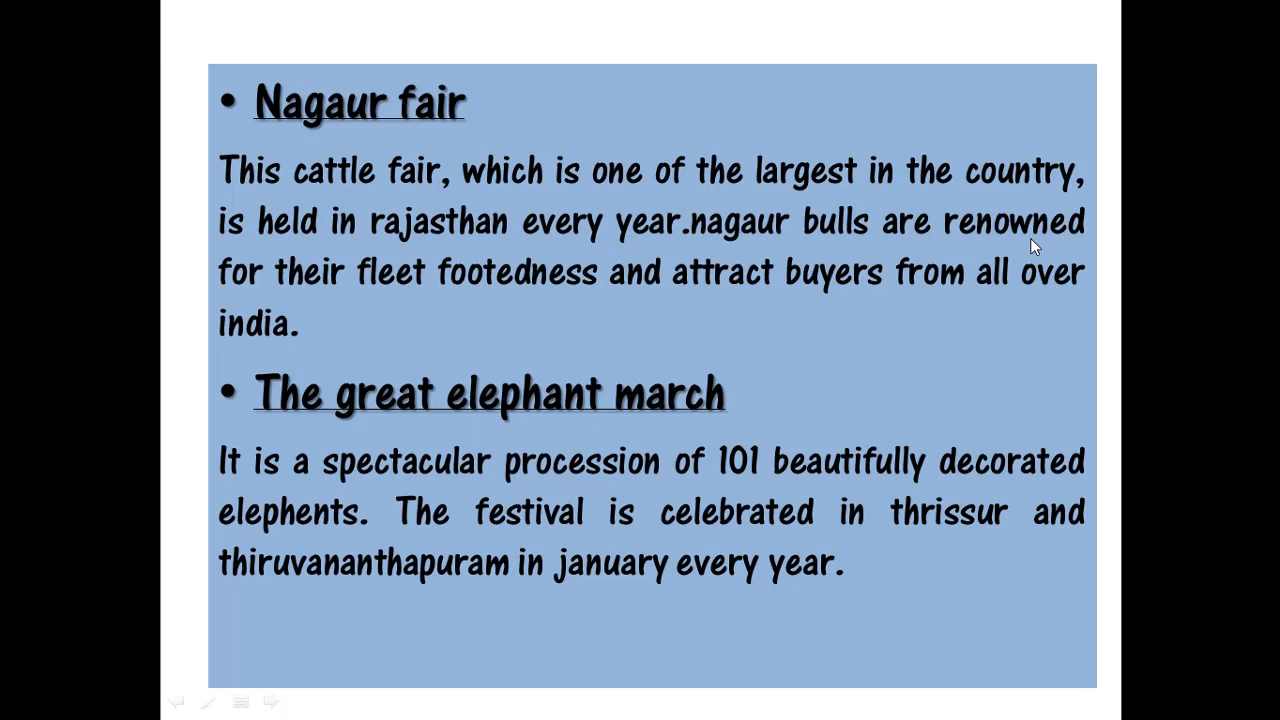 • Nagaur fair
This cattle fair, which is one of the largest in the country,
is held in rajasthan every year.nagaur bulls are renowned
for their fleet footedness and attract buyers from all over
india.
• The great elephant march
It is a spectacular procession of 101 beautifully decorated
elephents. The festival is celebrated in thrissur and
thiruvananthapuram in january every year.